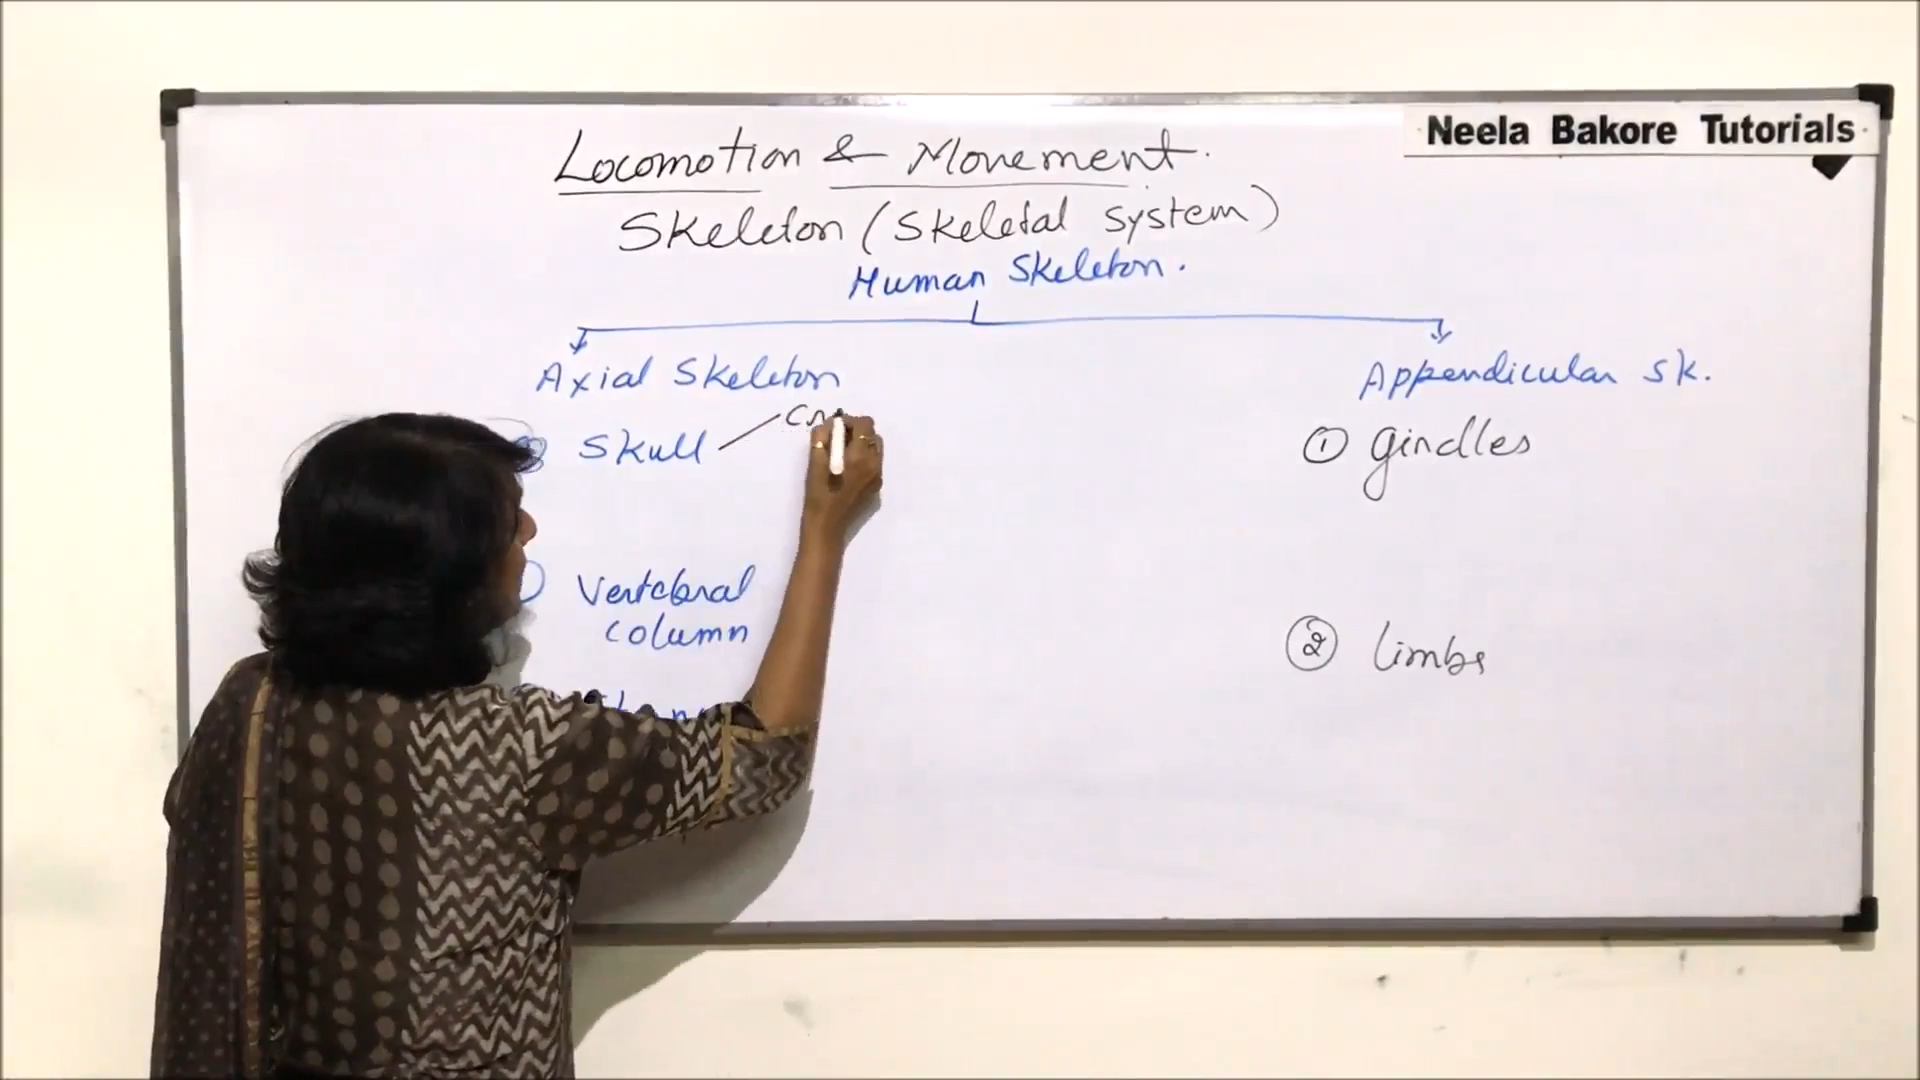 Neela Bakore Tutorials
Locomotion & Movement.
Skeleton (Skeletal System)
Human Skeleton.
Axial Skeleton
Appendicular Sk.
Skull
① Girdles
Vertebral
column
② limbs